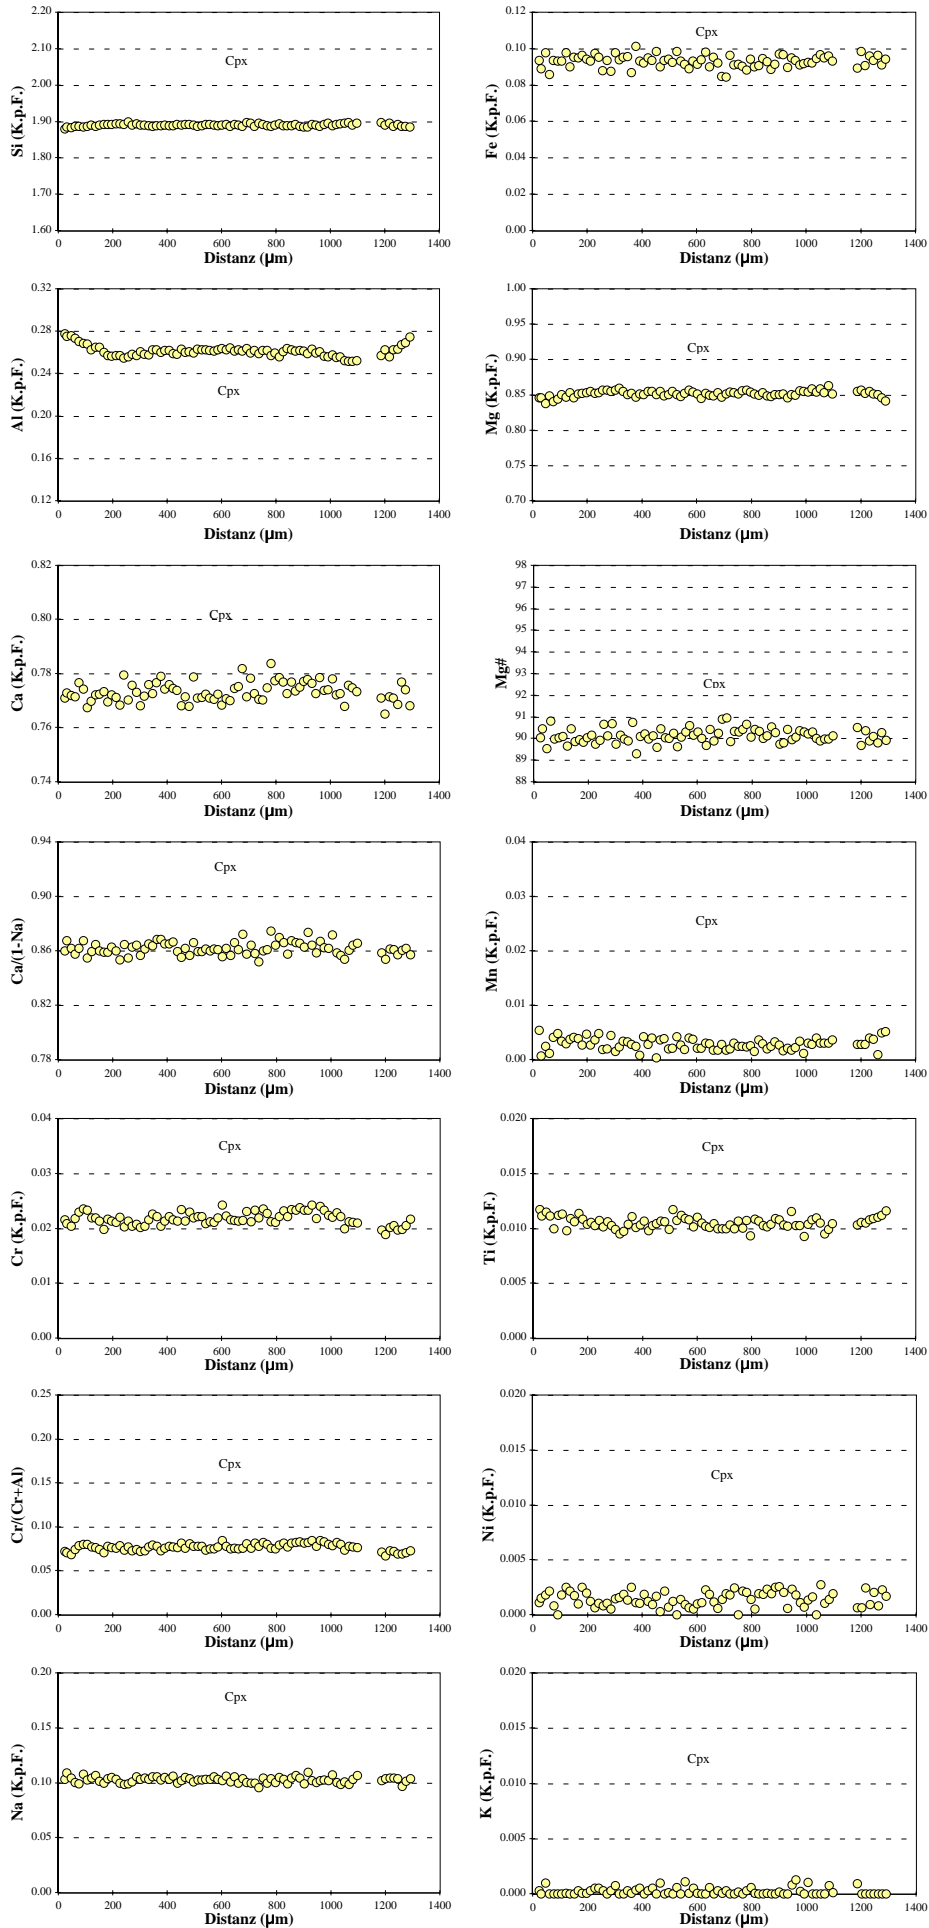 2.20
2.10
2.00
1.90
1.80
1.70
1.60
Si (K.p.F.)
Cpx
0 200 400 600 800 1000 1200 1400
Distanz (µm)
0.12
0.10
0.08
0.06
0.04
0.02
0.00
Fe (K.p.F.)
Cpx
0 200 400 600 800 1000 1200 1400
Distanz (µm)
0.32
0.28
0.24
0.20
0.16
0.12
Al (K.p.F.)
Cpx
0 200 400 600 800 1000 1200 1400
Distanz (µm)
1.00
0.95
0.90
0.85
0.80
0.75
0.70
Mg (K.p.F.)
Cpx
0 200 400 600 800 1000 1200 1400
Distanz (µm)
0.82
0.80
0.78
0.76
0.74
Ca (K.p.F.)
Cpx
0 200 400 600 800 1000 1200 1400
Distanz (µm)
98
97
96
95
94
93
92
91
90
89
88
Mg#
Cpx
0 200 400 600 800 1000 1200 1400
Distanz (µm)
0.94
0.90
0.86
0.82
0.78
Ca/(1-Na)
Cpx
0 200 400 600 800 1000 1200 1400
Distanz (µm)
0.04
0.03
0.02
0.01
0.00
Mn (K.p.F.)
Cpx
0 200 400 600 800 1000 1200 1400
Distanz (µm)
0.04
0.03
0.02
0.01
0.00
Cr (K.p.F.)
Cpx
0 200 400 600 800 1000 1200 1400
Distanz (µm)
0.020
0.015
0.010
0.005
0.000
Ti (K.p.F.)
Cpx
0 200 400 600 800 1000 1200 1400
Distanz (µm)
0.25
0.20
0.15
0.10
0.05
0.00
Cr/(Cr+Al)
Cpx
0 200 400 600 800 1000 1200 1400
Distanz (µm)
0.020
0.015
0.010
0.005
0.000
Ni (K.p.F.)
Cpx
0 200 400 600 800 1000 1200 1400
Distanz (µm)
0.20
0.15
0.10
0.05
0.00
Na (K.p.F.)
Cpx
0 200 400 600 800 1000 1200 1400
Distanz (µm)
0.020
0.015
0.010
0.005
0.000
K (K.p.F.)
Cpx
0 200 400 600 800 1000 1200 1400
Distanz (µm)